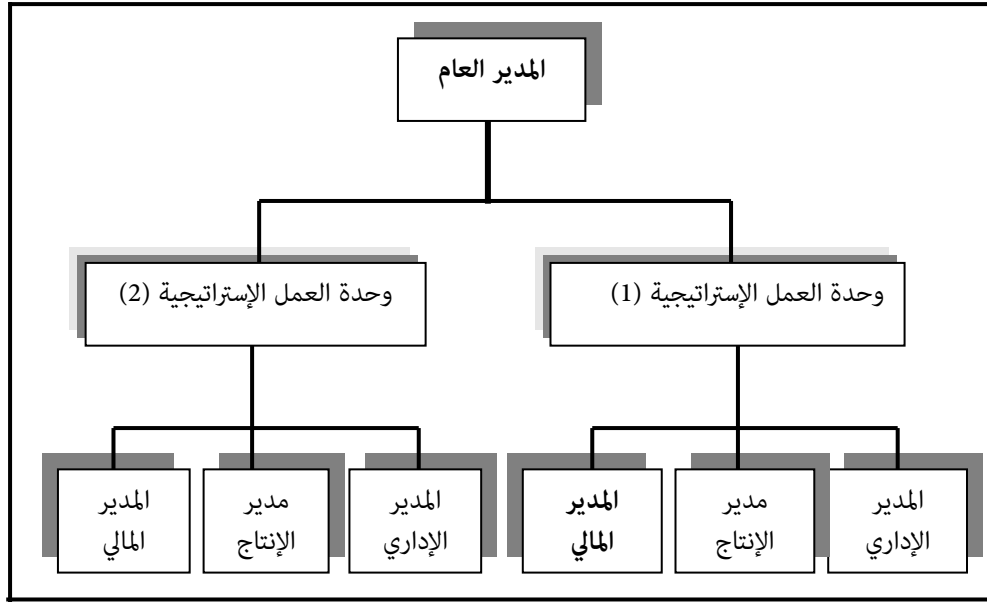 المدير العام
وحدة العمل الإستراتيجية (1)
وحدة العمل الإستراتيجية (2)
المدير
الإداري
مدير
الإنتاج
المدير
المالي
المدير
الإداري
مدير
الإنتاج
المدير
المالي